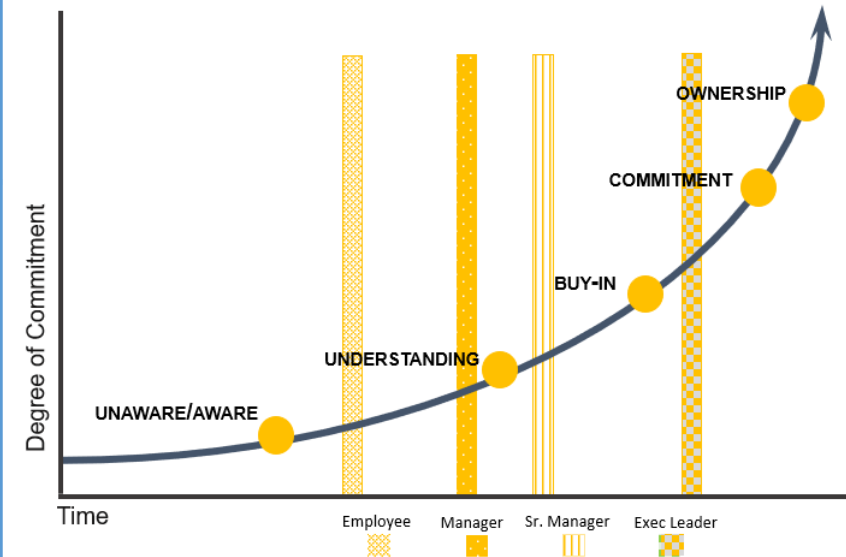 OWNERSHIP
COMMITMENT
BUY-IN
UNDERSTANDING
UNAWARE/AWARE
Degree of Commitment
Time
Employee Manager Sr. Manager Exec Leader